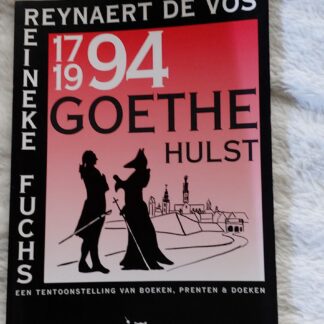 REYNAERT DE VOS
REINEKE FUCHS
17
19
94
GOETHE
HULST
EEN TENTOONSTELLING VAN BOEKEN, PRENTEN & DOEKEN